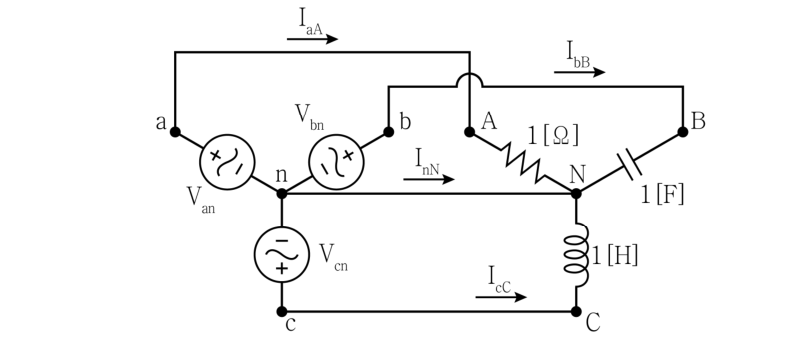 I_aA
I_bB
V_bn
a
b
A
B
1[Ω]
n
I_nN
N
V_an
1[F]
−
+
V_cn
1[H]
I_cC
c
C